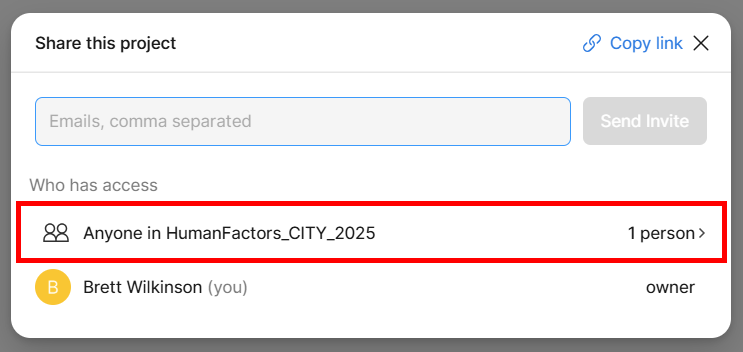 Share this project
Copy link
Emails, comma separated
Send Invite
Who has access
Anyone in HumanFactors_CITY_2025 1 person
B Brett Wilkinson (you) owner